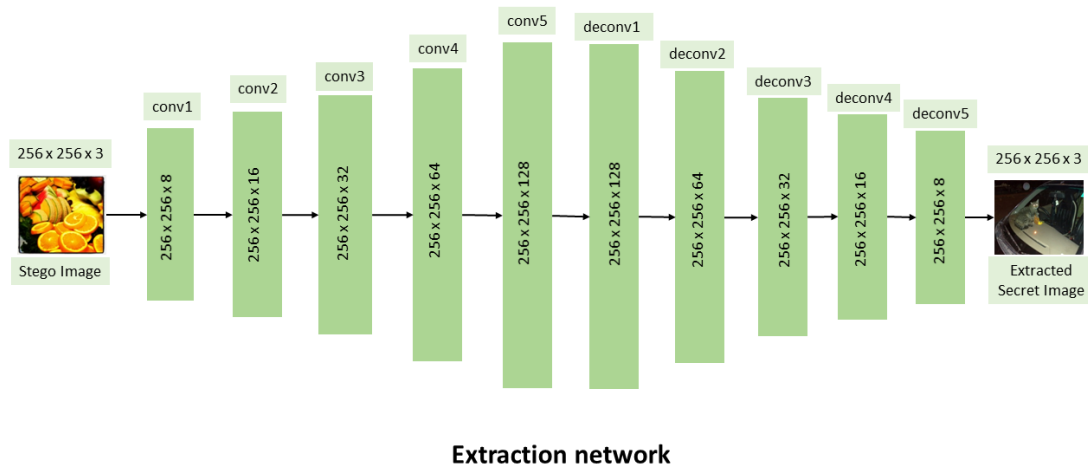 conv1
conv2
conv3
conv4
conv5
deconv1
deconv2
deconv3
deconv4
deconv5
256 x 256 x 3
Stego Image
256 x 256 x 8
256 x 256 x 16
256 x 256 x 32
256 x 256 x 64
256 x 256 x 128
256 x 256 x 128
256 x 256 x 64
256 x 256 x 32
256 x 256 x 16
256 x 256 x 8
256 x 256 x 3
Extracted
Secret Image
Extraction network